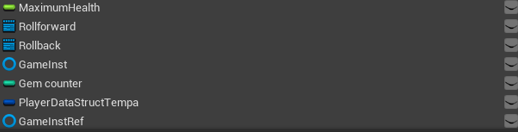 MaximumHealth
Rollforward
Rollback
GameInst
Gem counter
PlayerDataStructTempa
GameInstRef